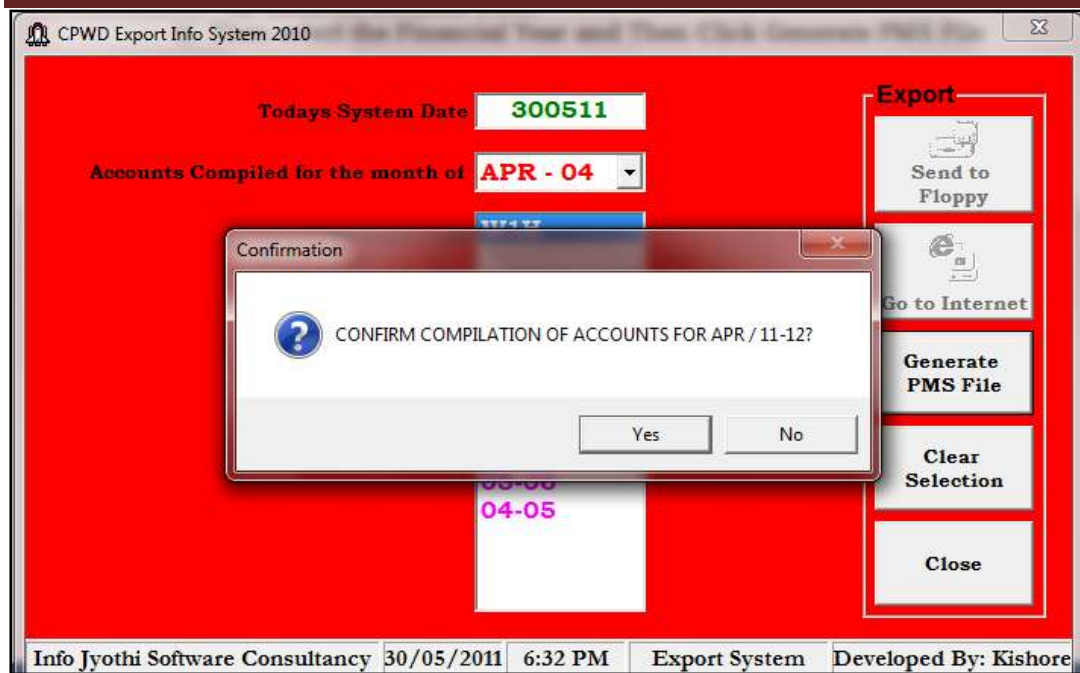 CPWD Export Info System 2010
Todays System Date 300511
Accounts Compiled for the month of APR - 04
Export
Send to
Floppy
Go to Internet
Generate
PMS File
Clear
Selection
Close
Confirmation
CONFIRM COMPILATION OF ACCOUNTS FOR APR / 11-12?
Yes No
04-05
Info Jyothi Software Consultancy 30/05/2011 6:32 PM Export System Developed By: Kishore